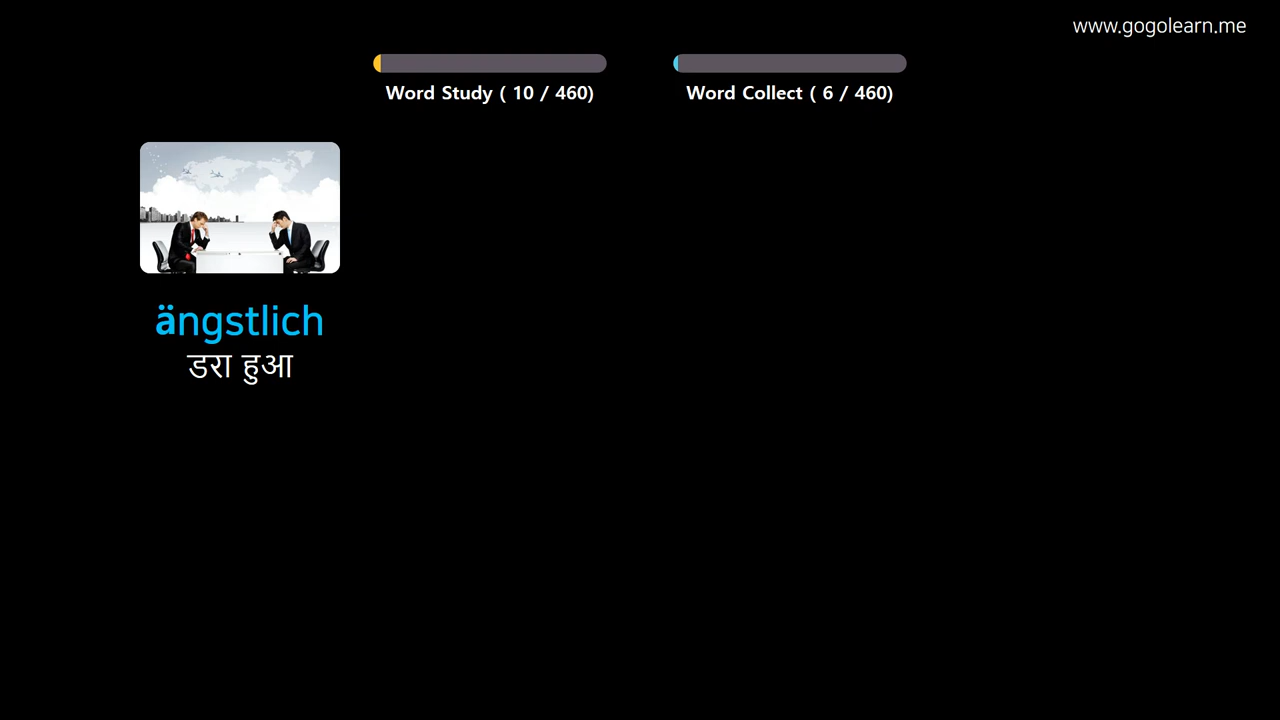 www.gogolearn.me
Word Study ( 10 / 460)
Word Collect ( 6 / 460)
ängstlich
डरा हुआ